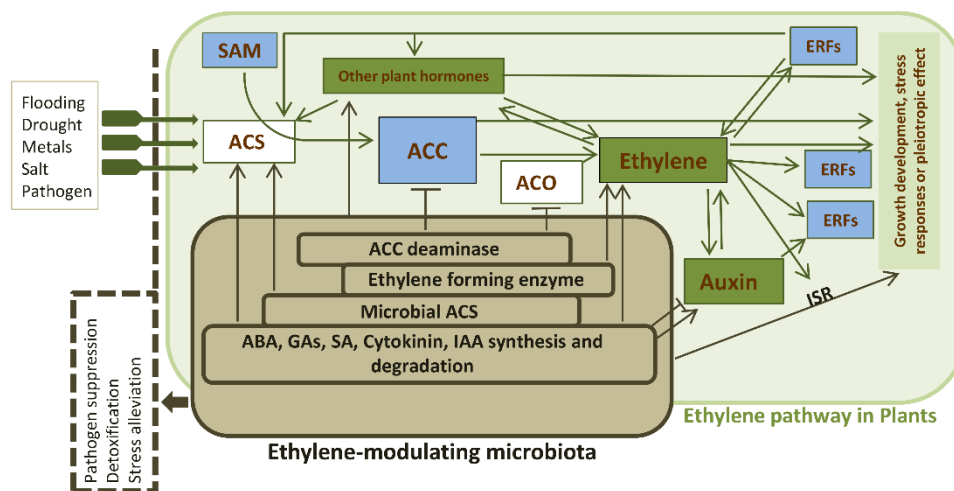 SAM
ERFs
Other plant hormones
Flooding
Drought
Metals
Salt
Pathogen
ACS
ACC
ACO
Ethylene
ERFs
ERFs
Growth development, stress
responses or pleiotropic effect
ACC deaminase
Ethylene forming enzyme
Microbial ACS
ABA, GAs, SA, Cytokinin, IAA synthesis and
degradation
Auxin
ISR
Pathogen suppression
Detoxification
Stress alleviation
Ethylene pathway in Plants
Ethylene-modulating microbiota